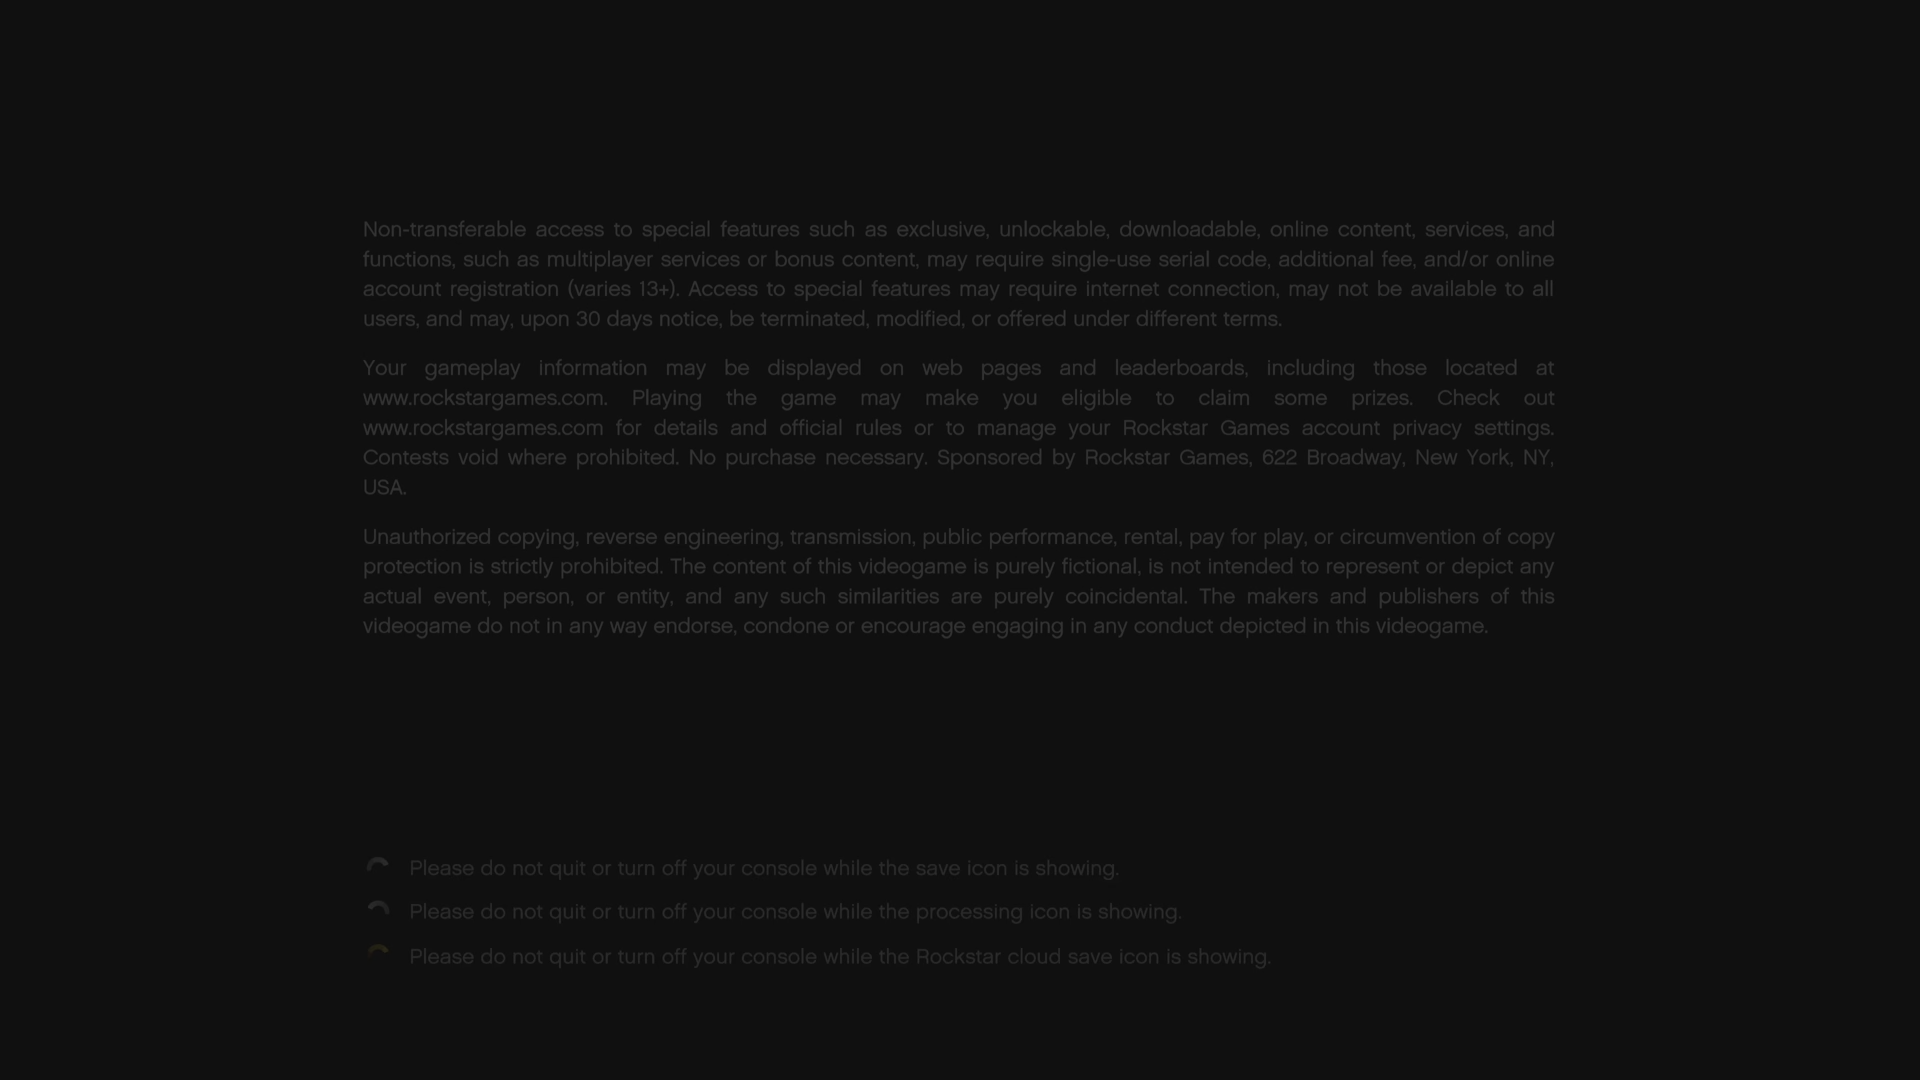 Non-transferable access to special features such as exclusive, unlockable, downloadable, online content, services, and
functions, such as multiplayer services or bonus content, may require single-use serial code, additional fee, and/or online
account registration (varies 13+). Access to special features may require internet connection, may not be available to all
users, and may, upon 30 days notice, be terminated, modified, or offered under different terms.
Your gameplay information may be displayed on web pages and leaderboards, including those located at
www.rockstargames.com. Playing the game may make you eligible to claim some prizes. Check out
www.rockstargames.com for details and official rules or to manage your Rockstar Games account privacy settings.
Contests void where prohibited. No purchase necessary. Sponsored by Rockstar Games, 622 Broadway, New York, NY,
USA.
Unauthorized copying, reverse engineering, transmission, public performance, rental, pay for play, or circumvention of copy
protection is strictly prohibited. The content of this videogame is purely fictional, is not intended to represent or depict any
actual event, person, or entity, and any such similarities are purely coincidental. The makers and publishers of this
videogame do not in any way endorse, condone or encourage engaging in any conduct depicted in this videogame.
Please do not quit or turn off your console while the save icon is showing.
Please do not quit or turn off your console while the processing icon is showing.
Please do not quit or turn off your console while the Rockstar cloud save icon is showing.